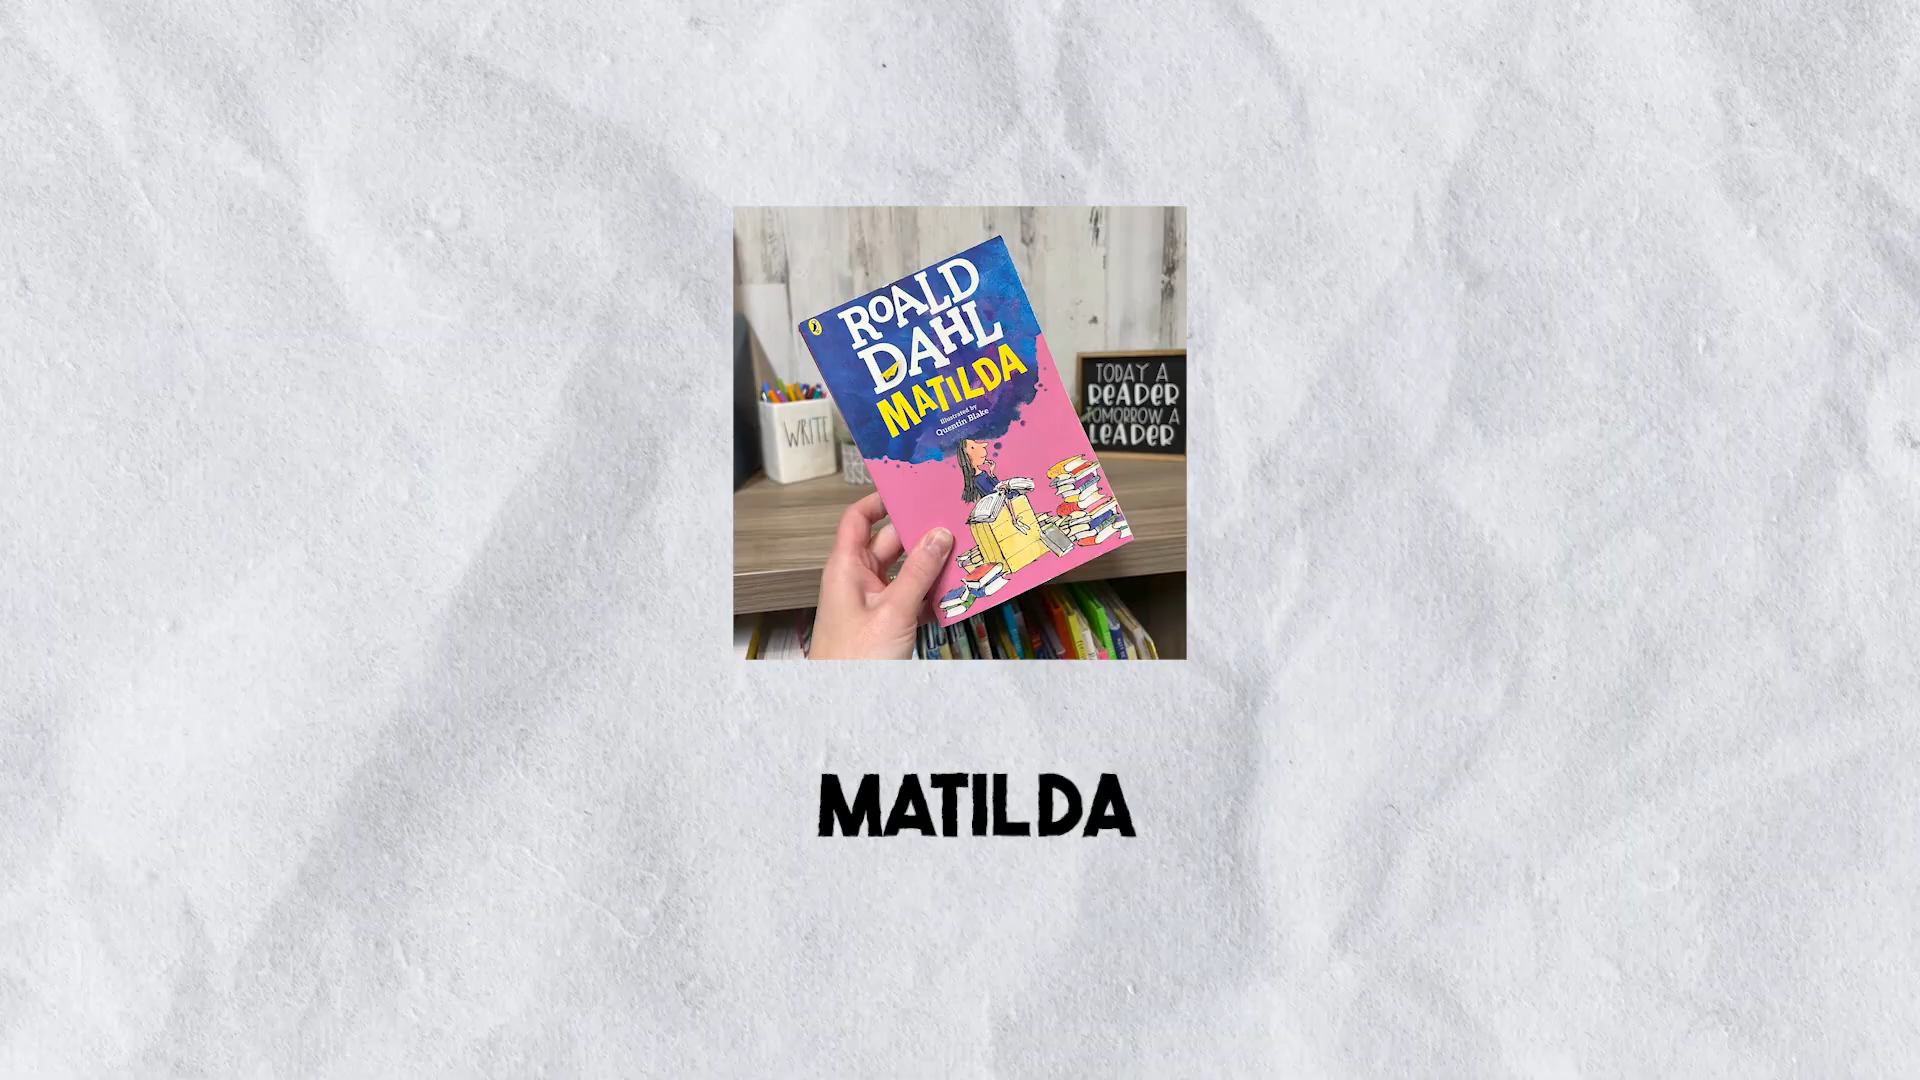 ROALD
DAHL
MATILDA
Illustrated by
Quentin Blake
WRITE
TODAY A
READER
TOMORROW A
LEADER
MATILDA